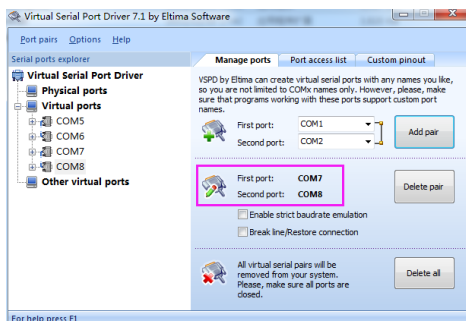 Virtual Serial Port Driver 7.1 by Eltima Software
Port pairs Options Help
Serial ports explorer
Virtual Serial Port Driver
Physical ports
Virtual ports
COM5
COM6
COM7
COM8
Other virtual ports
Manage ports Port access list Custom pinout
VSPD by Eltima can create virtual serial ports with any names you like,
so you are not limited to COMx names only. However, please, make
sure that programs working with these ports support custom port
names.
First port: COM1
Second port: COM2
Add pair
First port: COM7
Second port: COM8
Delete pair
Enable strict baudrate emulation
Break line/Restore connection
All virtual serial pairs will be
removed from your system.
Please, make sure all ports are
closed.
Delete all
For help press F1